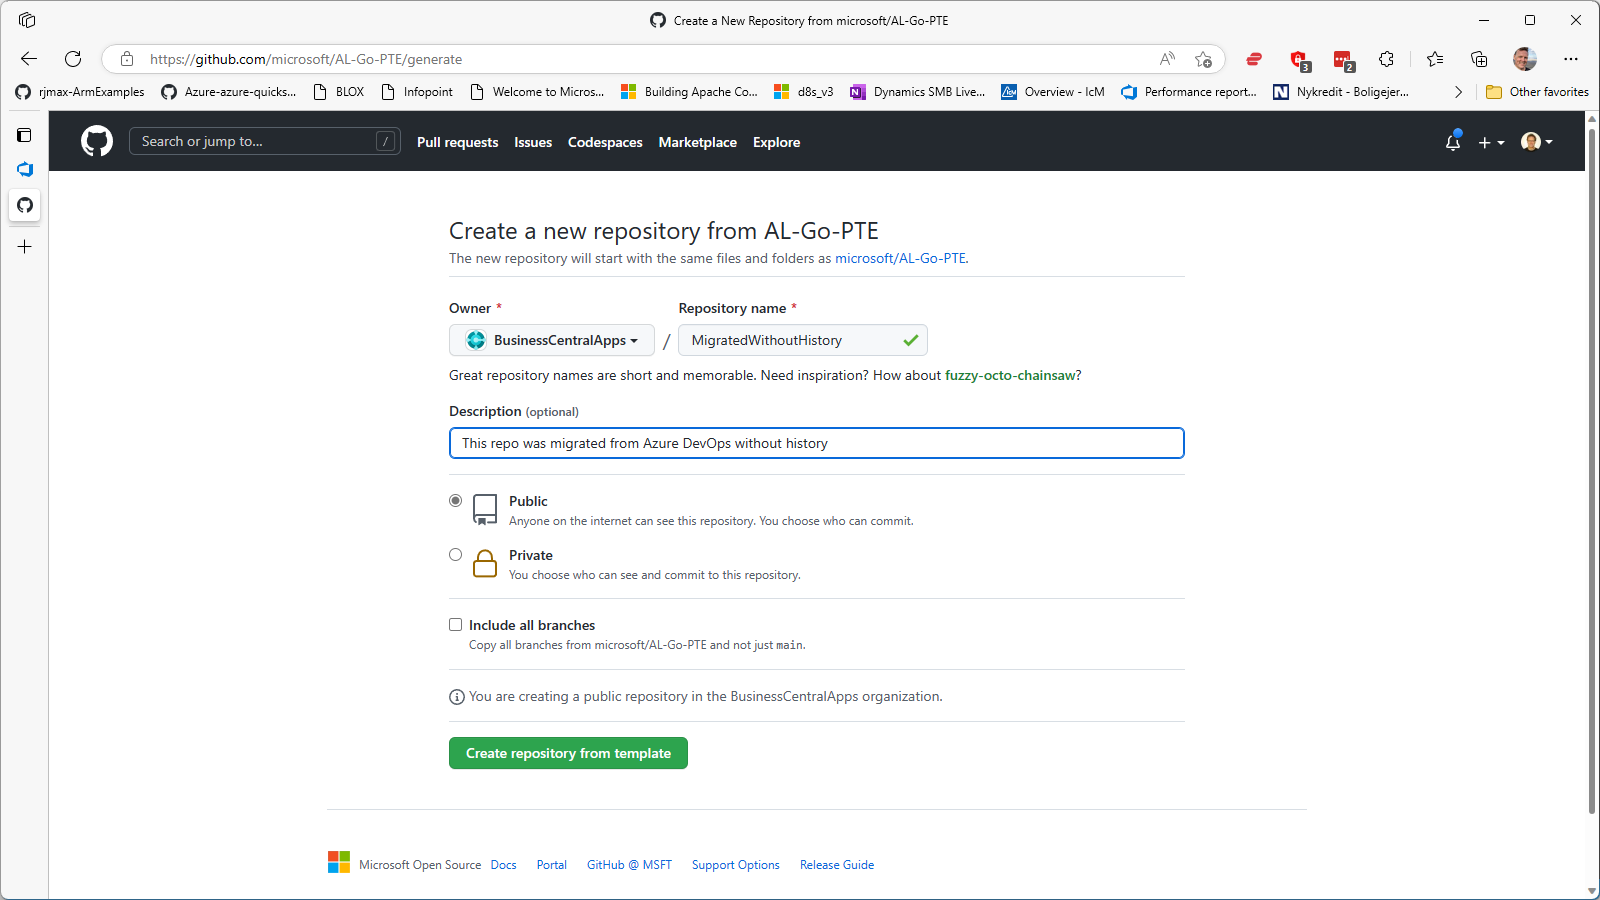 Create a New Repository from microsoft/AL-Go-PTE
https://github.com/microsoft/AL-Go-PTE/generate
A
3
2
rjmax-ArmExamples
Azure-azure-quicks...
BLOX
Infopoint
Welcome to Micros...
Building Apache Co...
d8s_v3
Dynamics SMB Live...
Overview - IcM
Performance report...
Nykredit - Boligejer...
Other favorites
Search or jump to...
/
Pull requests
Issues
Codespaces
Marketplace
Explore
Create a new repository from AL-Go-PTE
The new repository will start with the same files and folders as microsoft/AL-Go-PTE.
Owner *
Repository name *
BusinessCentralApps
/
MigratedWithoutHistory
Great repository names are short and memorable. Need inspiration? How about fuzzy-octo-chainsaw?
Description (optional)
This repo was migrated from Azure DevOps without history
Public
Anyone on the internet can see this repository. You choose who can commit.
Private
You choose who can see and commit to this repository.
Include all branches
Copy all branches from microsoft/AL-Go-PTE and not just main.
You are creating a public repository in the BusinessCentralApps organization.
Create repository from template
Microsoft Open Source
Docs
Portal
GitHub @ MSFT
Support Options
Release Guide